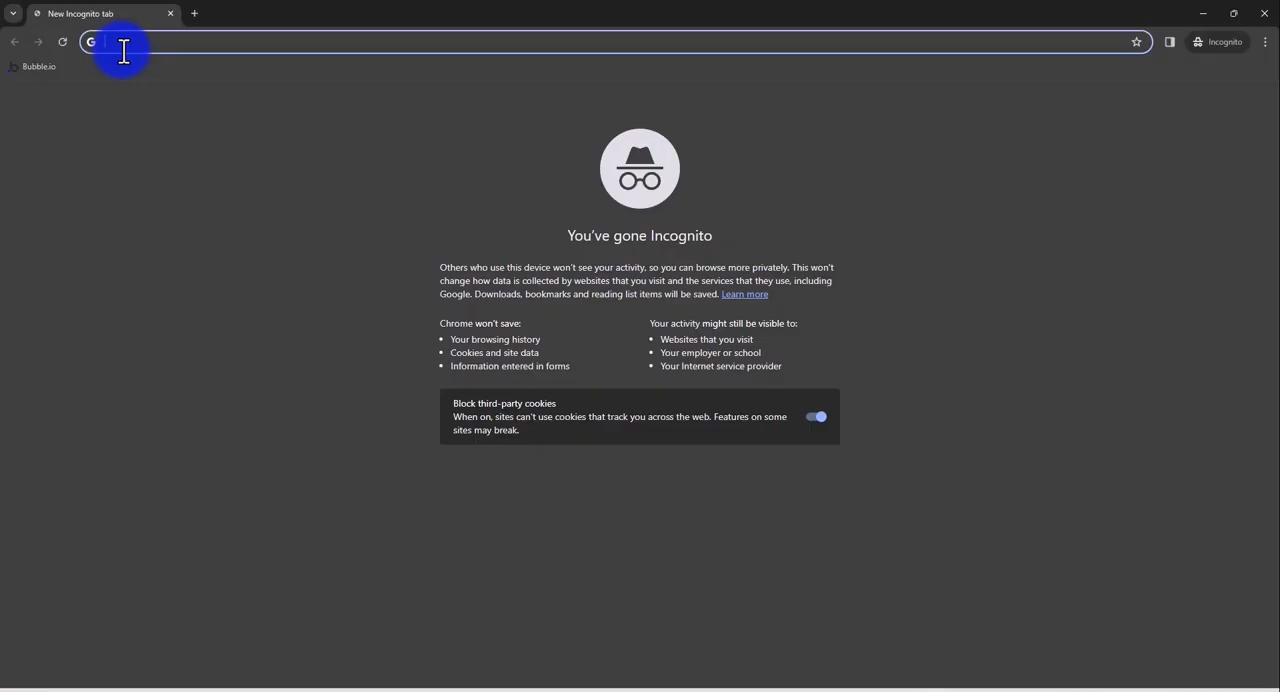 New Incognito tab
G
Incognito
Bubble.io
You've gone Incognito
Others who use this device won't see your activity, so you can browse more privately. This won't
change how data is collected by websites that you visit and the services that they use, including
Google. Downloads, bookmarks and reading list items will be saved. Learn more
Chrome won't save:
Your browsing history
Cookies and site data
Information entered in forms
Your activity might still be visible to:
Websites that you visit
Your employer or school
Your Internet service provider
Block third-party cookies
When on, sites can't use cookies that track you across the web. Features on some
sites may break.